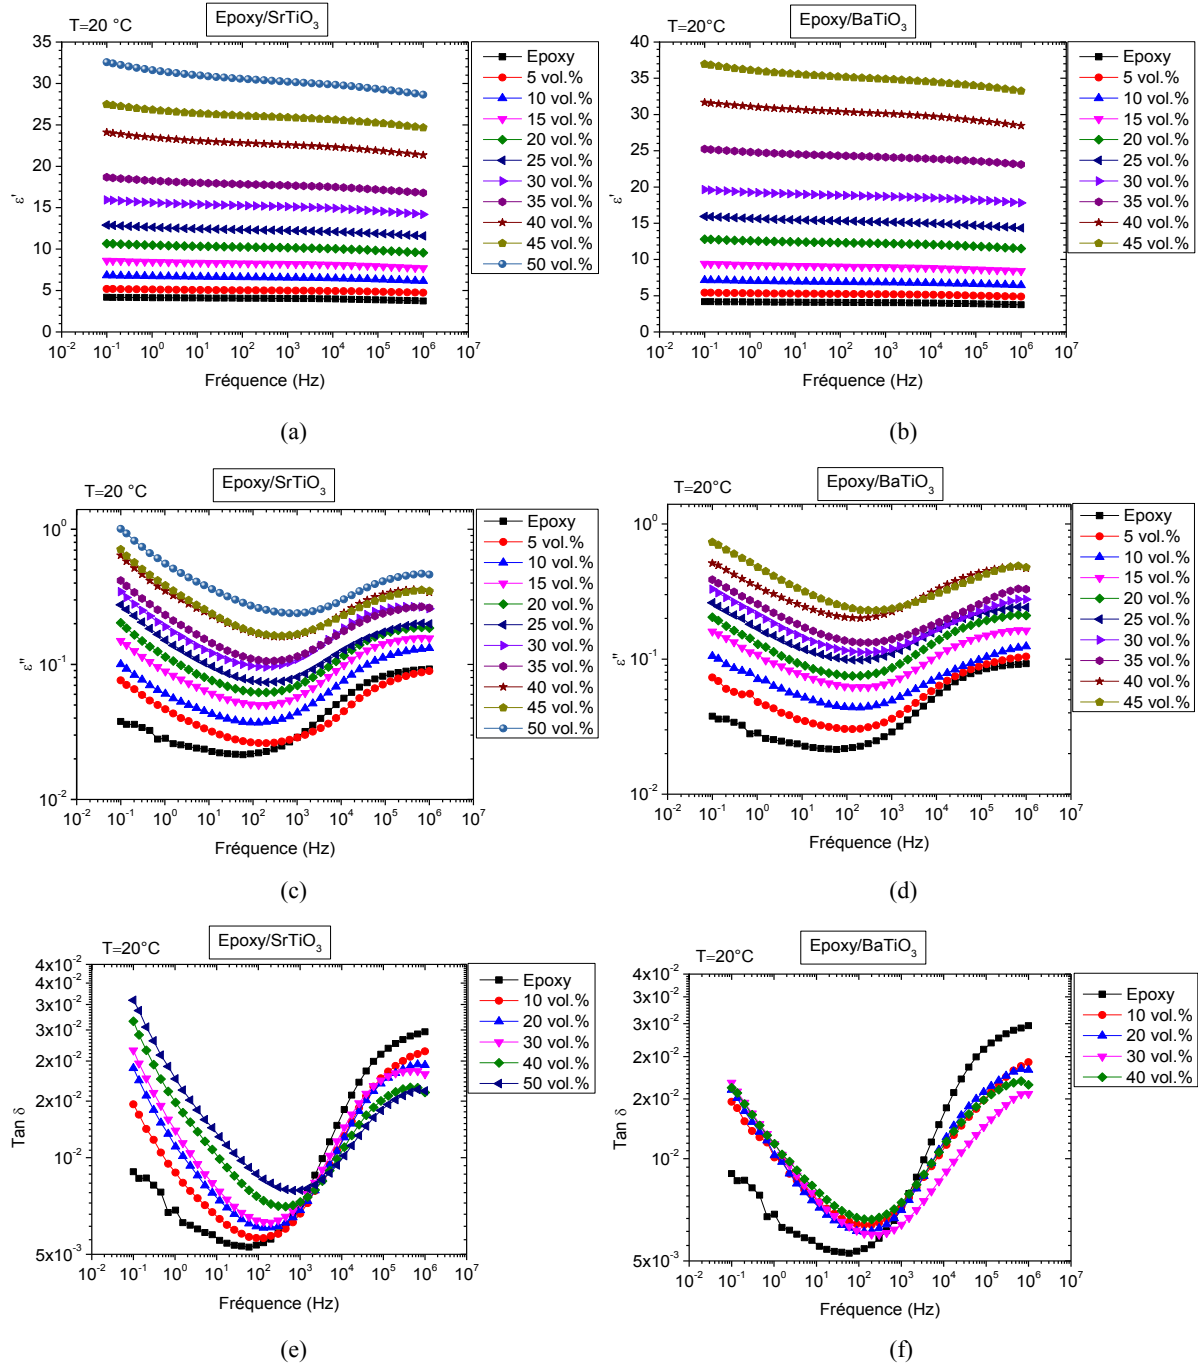 T=20 °C
Epoxy/SrTiO3
35
30
25
20
15
10
5
0
ε'
10-2 10-1 100 101 102 103 104 105 106 107
Fréquence (Hz)
Epoxy
5 vol.%
10 vol.%
15 vol.%
20 vol.%
25 vol.%
30 vol.%
35 vol.%
40 vol.%
45 vol.%
50 vol.%
(a)
T=20°C
Epoxy/BaTiO3
40
35
30
25
20
15
10
5
0
ε'
10-2 10-1 100 101 102 103 104 105 106 107
Fréquence (Hz)
Epoxy
5 vol.%
10 vol.%
15 vol.%
20 vol.%
25 vol.%
30 vol.%
35 vol.%
40 vol.%
45 vol.%
(b)
T=20 °C
Epoxy/SrTiO3
100
10-1
10-2
ε''
10-2 10-1 100 101 102 103 104 105 106 107
Fréquence (Hz)
Epoxy
5 vol.%
10 vol.%
15 vol.%
20 vol.%
25 vol.%
30 vol.%
35 vol.%
40 vol.%
45 vol.%
50 vol.%
(c)
T=20°C
Epoxy/BaTiO3
100
10-1
10-2
ε''
10-2 10-1 100 101 102 103 104 105 106 107
Fréquence (Hz)
Epoxy
5 vol.%
10 vol.%
15 vol.%
20 vol.%
25 vol.%
30 vol.%
35 vol.%
40 vol.%
45 vol.%
(d)
T=20°C
Epoxy/SrTiO3
4x10-2
3x10-2
3x10-2
2x10-2
2x10-2
10-2
5x10-3
Tan δ
10-2 10-1 100 101 102 103 104 105 106 107
Fréquence (Hz)
Epoxy
10 vol.%
20 vol.%
30 vol.%
40 vol.%
50 vol.%
(e)
T=20°C
Epoxy/BaTiO3
4x10-2
3x10-2
3x10-2
2x10-2
2x10-2
10-2
5x10-3
Tan δ
10-2 10-1 100 101 102 103 104 105 106 107
Fréquence (Hz)
Epoxy
10 vol.%
20 vol.%
30 vol.%
40 vol.%
(f)